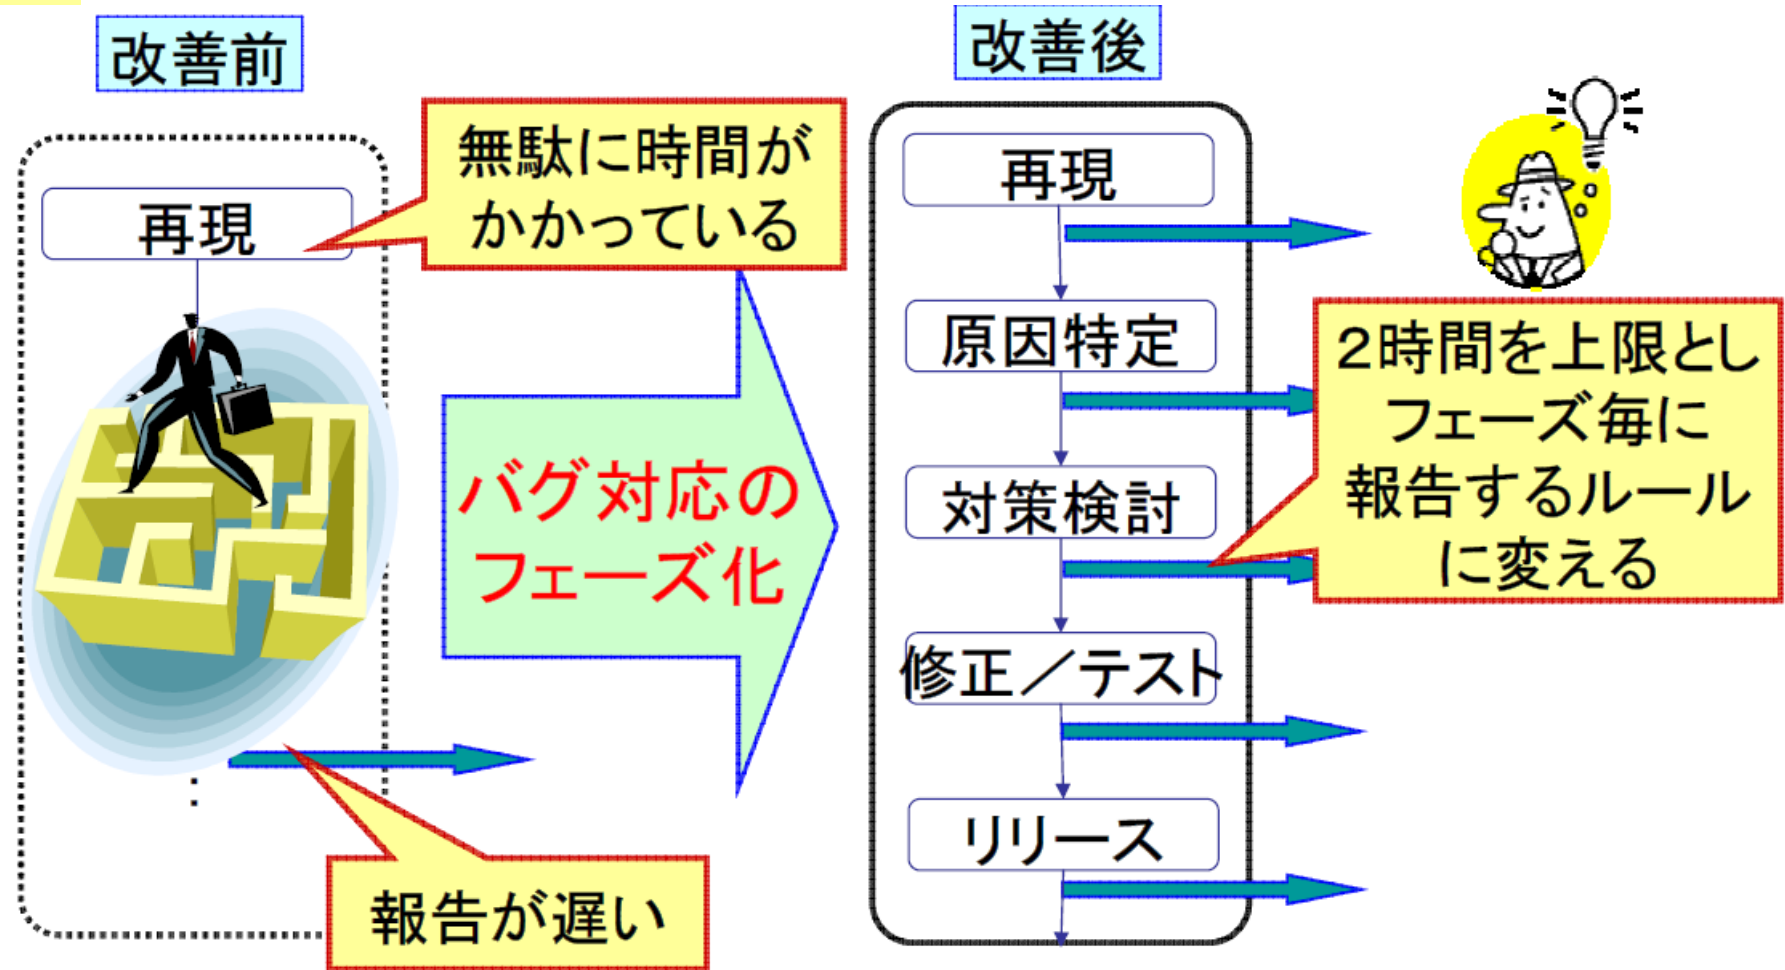 改善前
再現
無駄に時間が
かかっている
報告が遅い
バグ対応の
フェーズ化
改善後
再現
原因特定
対策検討
修正／テスト
リリース
２時間を上限とし
フェーズ毎に
報告するルール
に変える